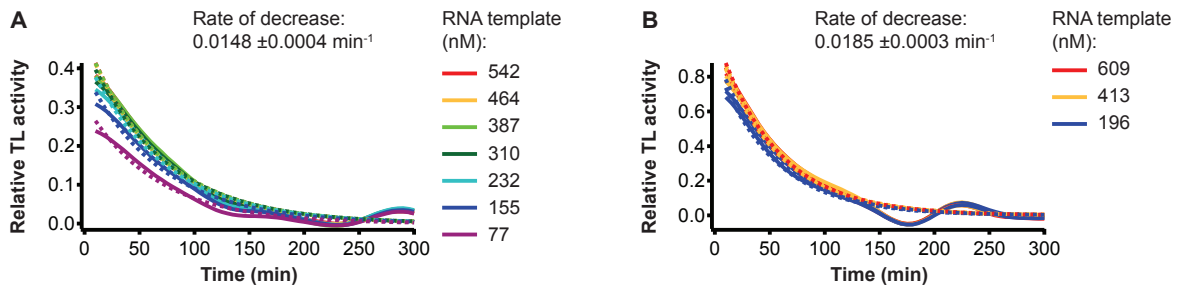 A
Rate of decrease:
0.0148 ±0.0004 min⁻¹
RNA template
(nM):
542
464
387
310
232
155
77
Relative TL activity
0.4
0.3
0.2
0.1
0.0
0 50 100 150 200 250 300
Time (min)
B
Rate of decrease:
0.0185 ±0.0003 min⁻¹
RNA template
(nM):
609
413
196
Relative TL activity
0.8
0.6
0.4
0.2
0.0
0 50 100 150 200 250 300
Time (min)